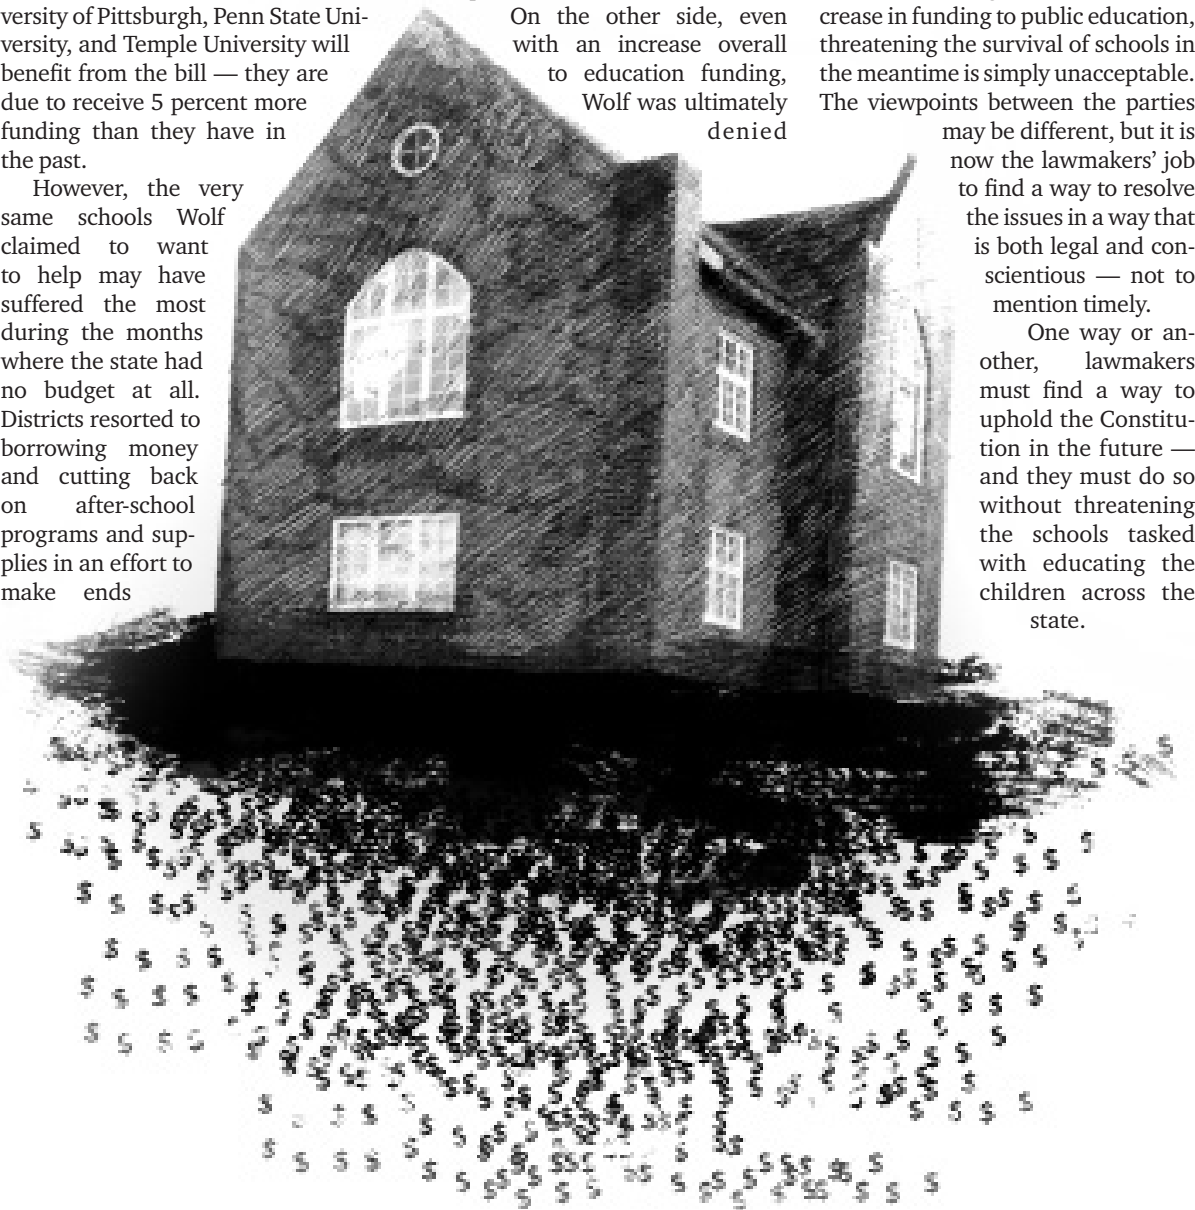 versity of Pittsburgh, Penn State Uni-
versity, and Temple University will
benefit from the bill — they are
due to receive 5 percent more
funding than they have in
the past.
However, the very
same schools Wolf
claimed to want
to help may have
suffered the most
during the months
where the state had
no budget at all.
Districts resorted to
borrowing money
and cutting back
on after-school
programs and sup-
plies in an effort to
make ends
On the other side, even
with an increase overall
to education funding,
Wolf was ultimately
denied
crease in funding to public education,
threatening the survival of schools in
the meantime is simply unacceptable.
The viewpoints between the parties
may be different, but it is
now the lawmakers’ job
to find a way to resolve
the issues in a way that
is both legal and con-
scientious — not to
mention timely.
One way or an-
other, lawmakers
must find a way to
uphold the Constitu-
tion in the future —
and they must do so
without threatening
the schools tasked
with educating the
children across the
state.